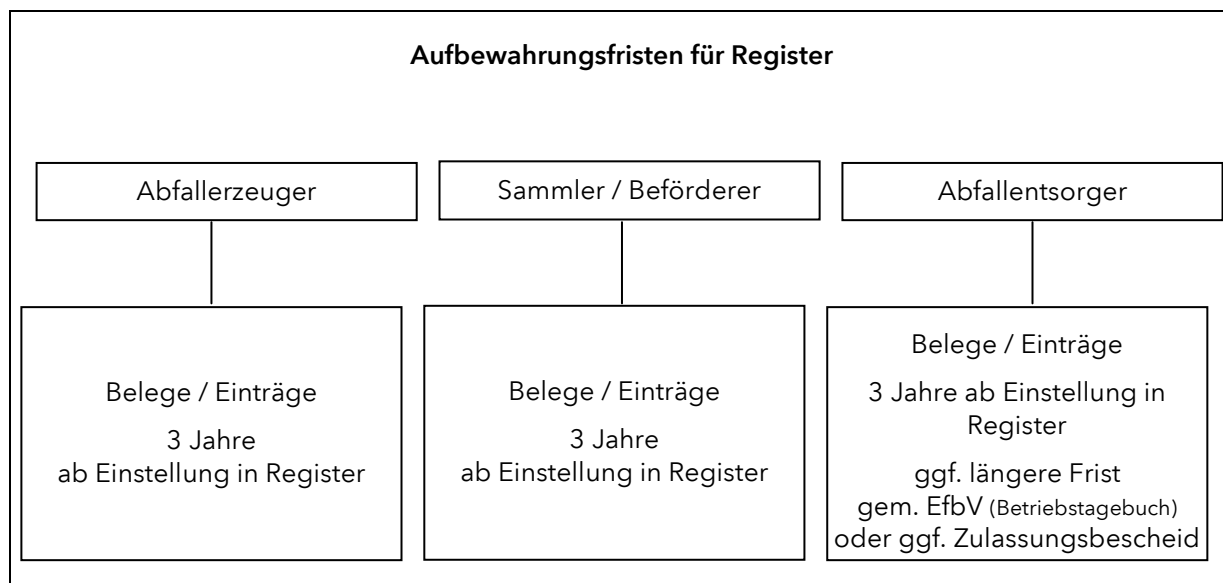 Aufbewahrungsfristen für Register
Abfallerzeuger
Belege / Einträge
3 Jahre
ab Einstellung in Register
Sammler / Beförderer
Belege / Einträge
3 Jahre
ab Einstellung in Register
Abfallentsorger
Belege / Einträge
3 Jahre ab Einstellung in
Register
ggf. längere Frist
gem. EfbV (Betriebstagebuch)
oder ggf. Zulassungsbescheid